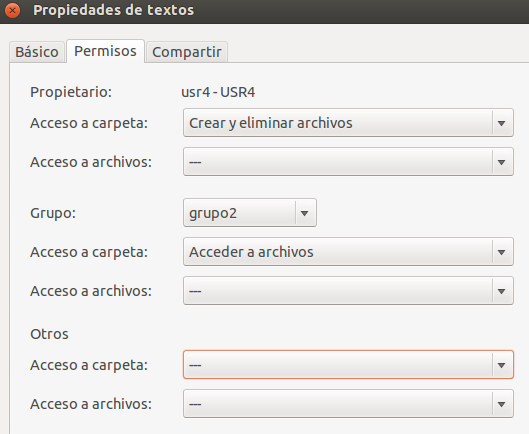 Propiedades de textos
Básico Permisos Compartir
Propietario: usr4 - USR4
Acceso a carpeta: Crear y eliminar archivos
Acceso a archivos: ---
Grupo: grupo2
Acceso a carpeta: Acceder a archivos
Acceso a archivos: ---
Otros
Acceso a carpeta: ---
Acceso a archivos: ---